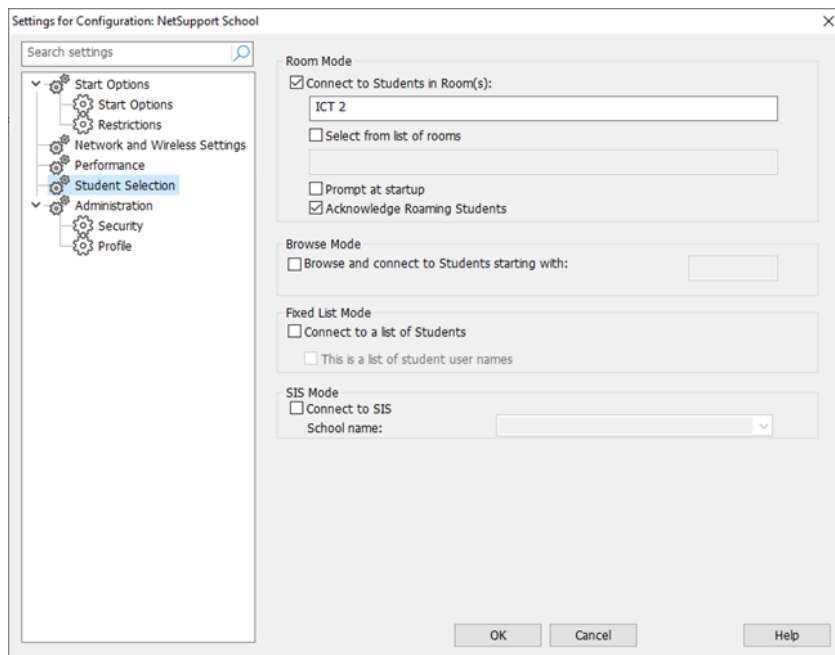 Settings for Configuration: NetSupport School
Search settings
Start Options
Start Options
Restrictions
Network and Wireless Settings
Performance
Student Selection
Administration
Security
Profile
Room Mode
Connect to Students in Room(s):
ICT 2
Select from list of rooms
Prompt at startup
Acknowledge Roaming Students
Browse Mode
Browse and connect to Students starting with:
Fixed List Mode
Connect to a list of Students
This is a list of student user names
SIS Mode
Connect to SIS
School name:
OK Cancel Help